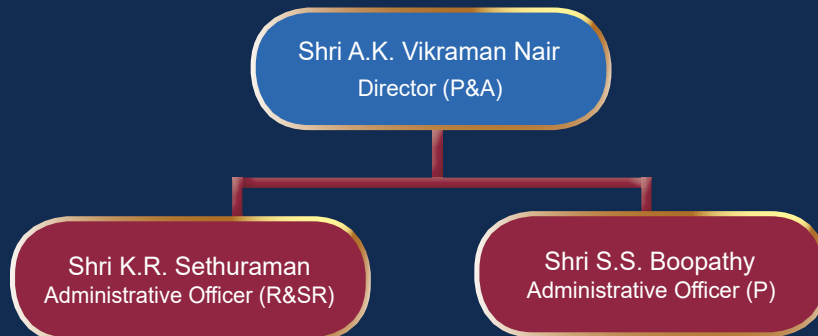 Shri A.K. Vikraman Nair
Director (P&A)
Shri K.R. Sethuraman
Administrative Officer (R&SR)
Shri S.S. Boopathy
Administrative Officer (P)